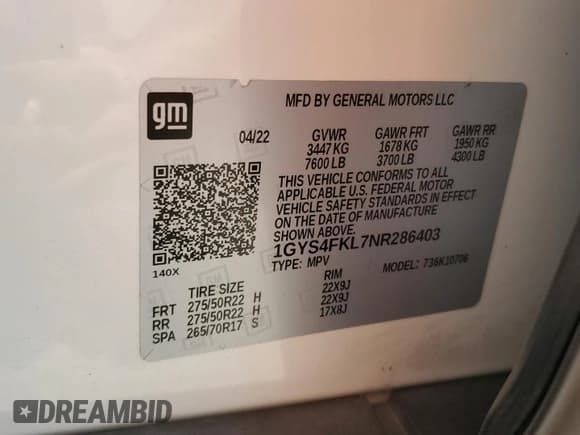 gm
MFD BY GENERAL MOTORS LLC
04/22 GVWR GAWR FRT GAWR RR
3447 KG 1678 KG 1950 KG
7600 LB 3700 LB 4300 LB
THIS VEHICLE CONFORMS TO ALL
APPLICABLE U.S. FEDERAL MOTOR
VEHICLE SAFETY STANDARDS IN EFFECT
ON THE DATE OF MANUFACTURE
SHOWN ABOVE.
1GYS4FKL7NR286403
140X
TYPE: MPV MODEL: 736K10706
TIRE SIZE RIM
FRT 275/50R22 H 22X9J
RR 275/50R22 H 22X9J
SPA 265/70R17 S 17X8J
DREAMBID